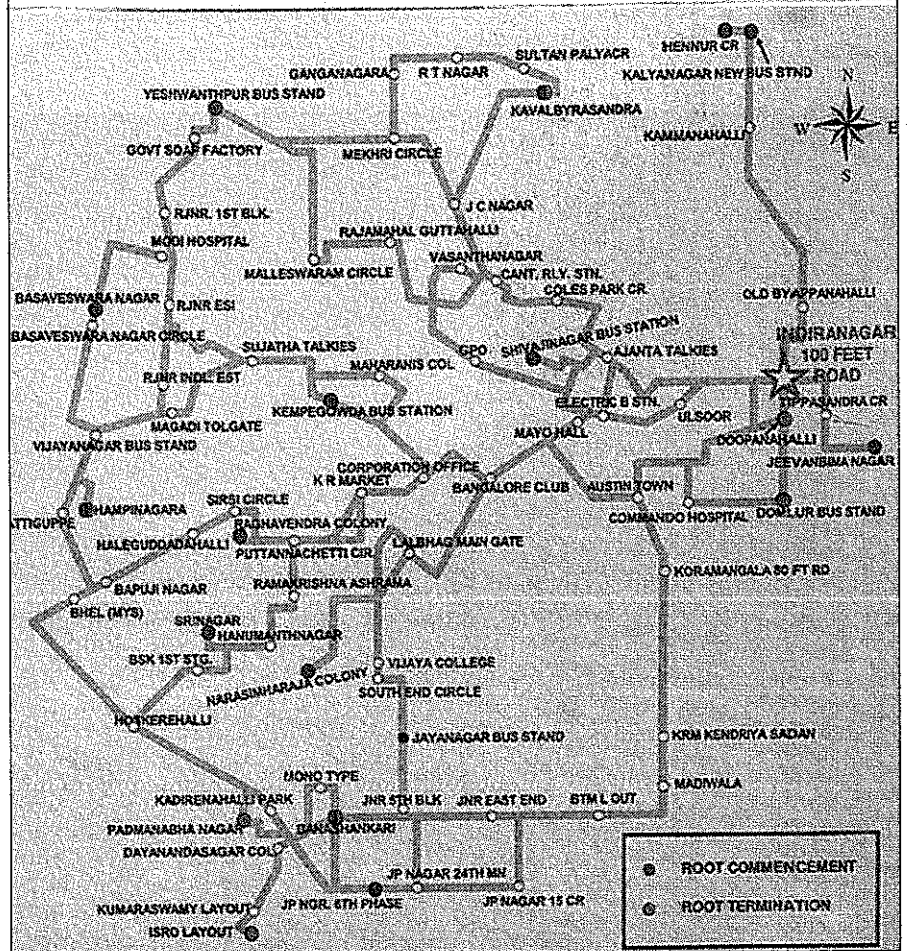 HENNUR CR
SULTAN PALYACR
R T NAGAR
GANGANAGARA
KALYANAGAR NEW BUS STND
N
YESHWANTHPUR BUS STAND
KAVALBYRASANDRA
W
E
KAMMANAHALLI
GOVT SOAP FACTORY
MEKHRI CIRCLE
S
J C NAGAR
RJNR. 1ST BLK.
RAJAMAHAL GUTTAHALLI
MODI HOSPITAL
VASANTHANAGAR
MALLESWARAM CIRCLE
CANT. RLY. STN.
BASAVESWARA NAGAR
RJNR ESI
COLES PARK CR.
OLD BYAPPANAHALLI
BASAVESWARA NAGAR CIRCLE
SUJATHA TALKIES
SHIVAJINAGAR BUS STATION
INDIRANAGAR
100 FEET
ROAD
MAHARANIS COL
GPO
AJANTA TALKIES
RJNR INDL. EST
KEMPEGOWDA BUS STATION
ELECTRIC B STN.
ULSOOR
TIPPASANDRA CR
MAGADI TOLGATE
MAYO HALL
DOOPANAHALLI
VIJAYANAGAR BUS STAND
JEEVANBIMA NAGAR
CORPORATION OFFICE
K R MARKET
BANGALORE CLUB
AUSTIN TOWN
SIRSI CIRCLE
HAMPINAGARA
COMMANDO HOSPITAL
DOMLUR BUS STAND
ATTIGUPPE
RAGHAVENDRA COLONY
HALEGUDDADAHALLI
PUTTANNACHETTI CIR.
LALBHAG MAIN GATE
KORAMANGALA 80 FT RD
BAPUJI NAGAR
RAMAKRISHNA ASHRAMA
BHEL (MYS)
SRINAGAR
HANUMANTHNAGAR
BSK 1ST STG.
NARASIMHARAJA COLONY
VIJAYA COLLEGE
SOUTH END CIRCLE
HOSKEREHALLI
JAYANAGAR BUS STAND
KRM KENDRIYA SADAN
MONO TYPE
MADIWALA
KADIRENAHALLI PARK
JNR 5TH BLK
JNR EAST END
BTM L OUT
PADMANABHA NAGAR
BANASHANKARI
DAYANANDASAGAR COL
JP NAGAR 24TH MN
ROOT COMMENCEMENT
JP NGR. 6TH PHASE
JP NAGAR 15 CR
KUMARASWAMY LAYOUT
ROOT TERMINATION
ISRO LAYOUT